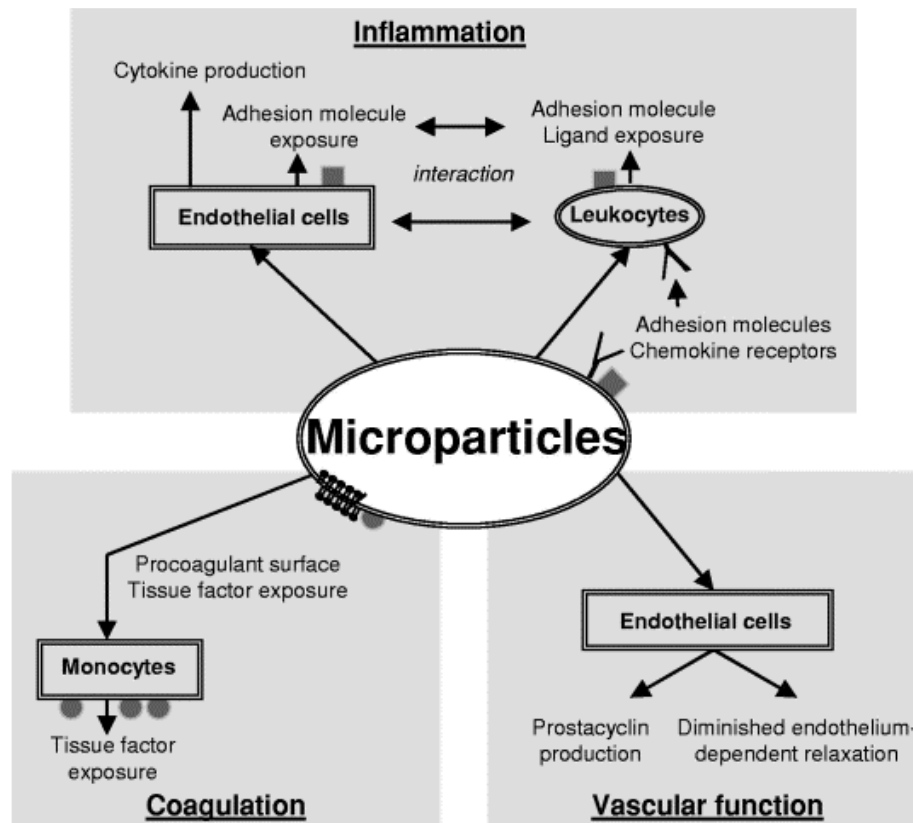 Inflammation
Cytokine production
Adhesion molecule
exposure
Adhesion molecule
Ligand exposure
interaction
Endothelial cells
Leukocytes
Adhesion molecules
Chemokine receptors
Microparticles
Procoagulant surface
Tissue factor exposure
Monocytes
Tissue factor
exposure
Coagulation
Endothelial cells
Prostacyclin
production
Diminished endothelium-
dependent relaxation
Vascular function